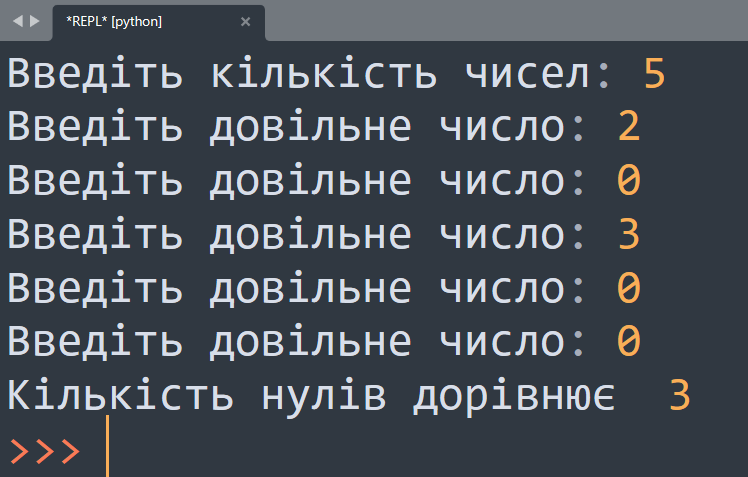 *REPL* [python]
Введіть кількість чисел: 5
Введіть довільне число: 2
Введіть довільне число: 0
Введіть довільне число: 3
Введіть довільне число: 0
Введіть довільне число: 0
Кількість нулів дорівнює  3
>>>